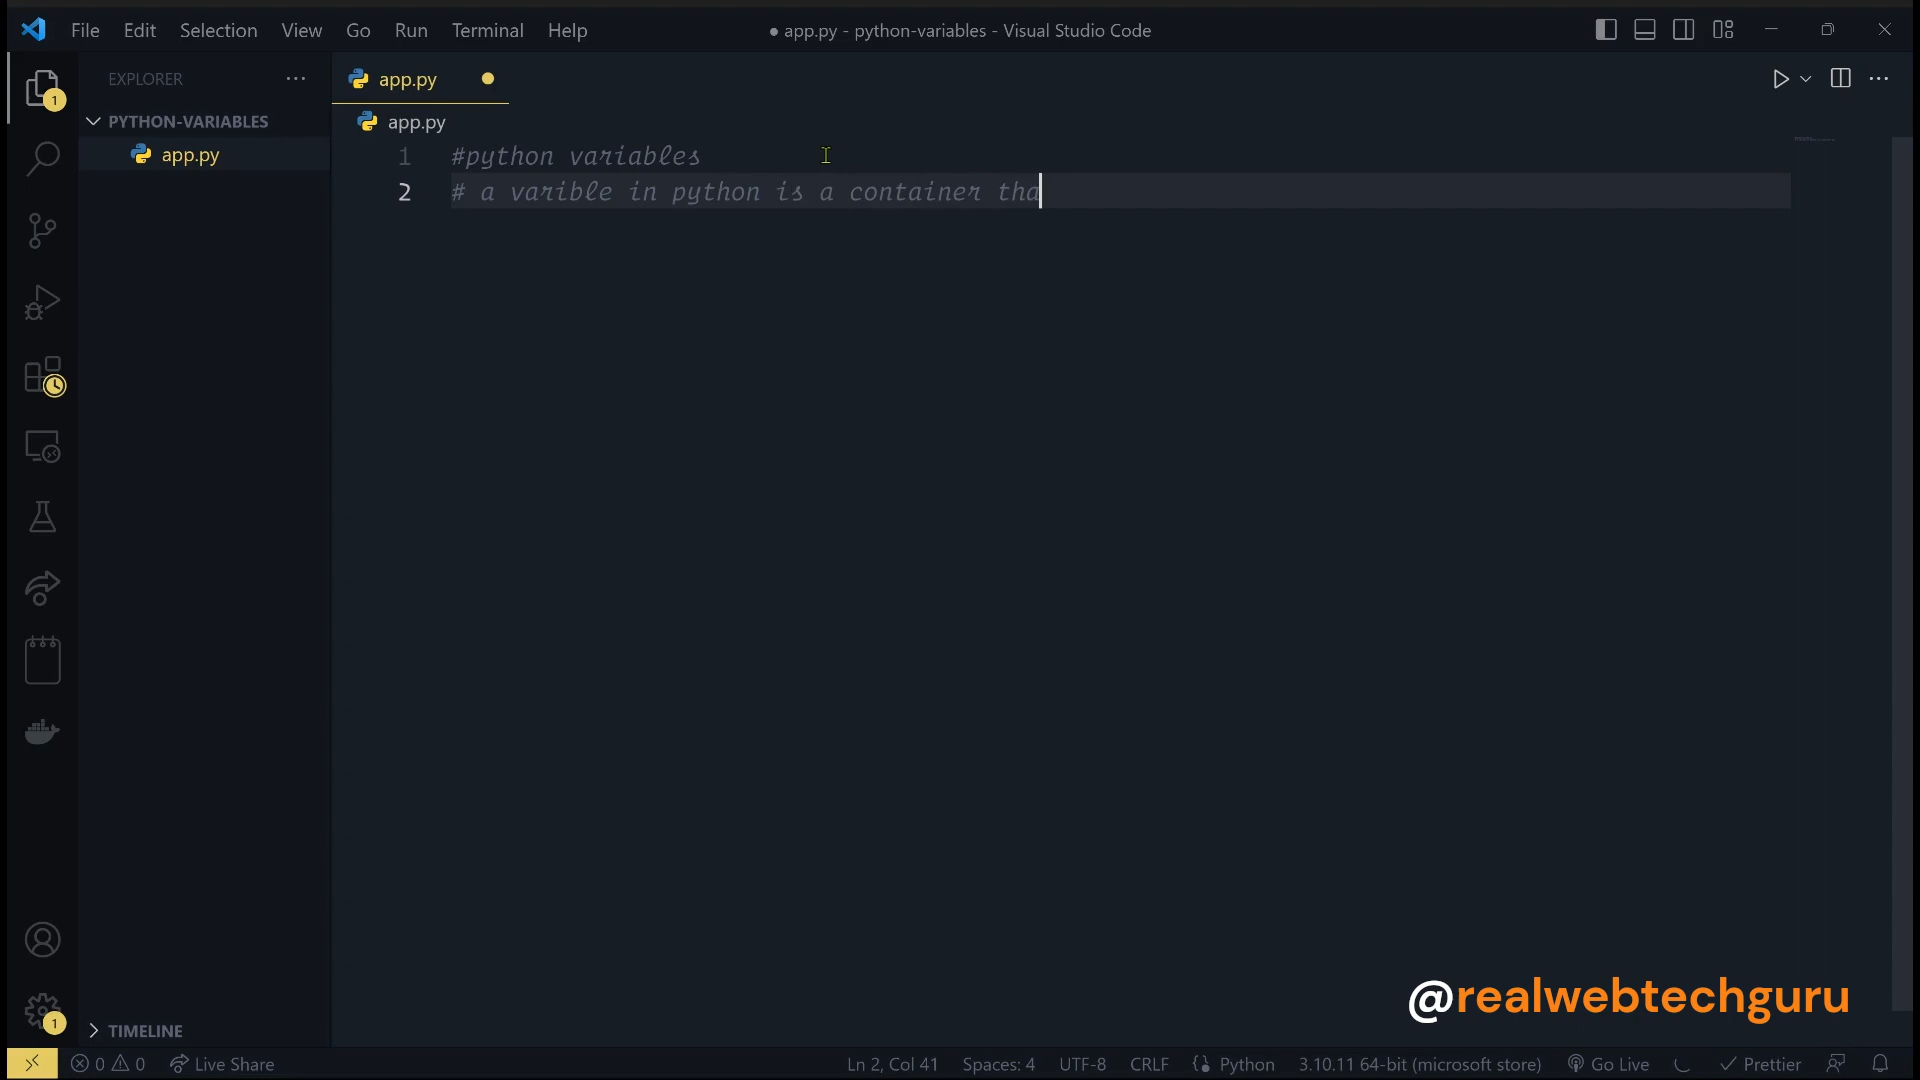 File Edit Selection View Go Run Terminal Help
● app.py - python-variables - Visual Studio Code
EXPLORER
1
app.py
PYTHON-VARIABLES
app.py
app.py
1 #python variables
2 # a varible in python is a container tha
@realwebtechguru
1
TIMELINE
0 0 Live Share Ln 2, Col 41 Spaces: 4 UTF-8 CRLF Python 3.10.11 64-bit (microsoft store) Go Live Prettier